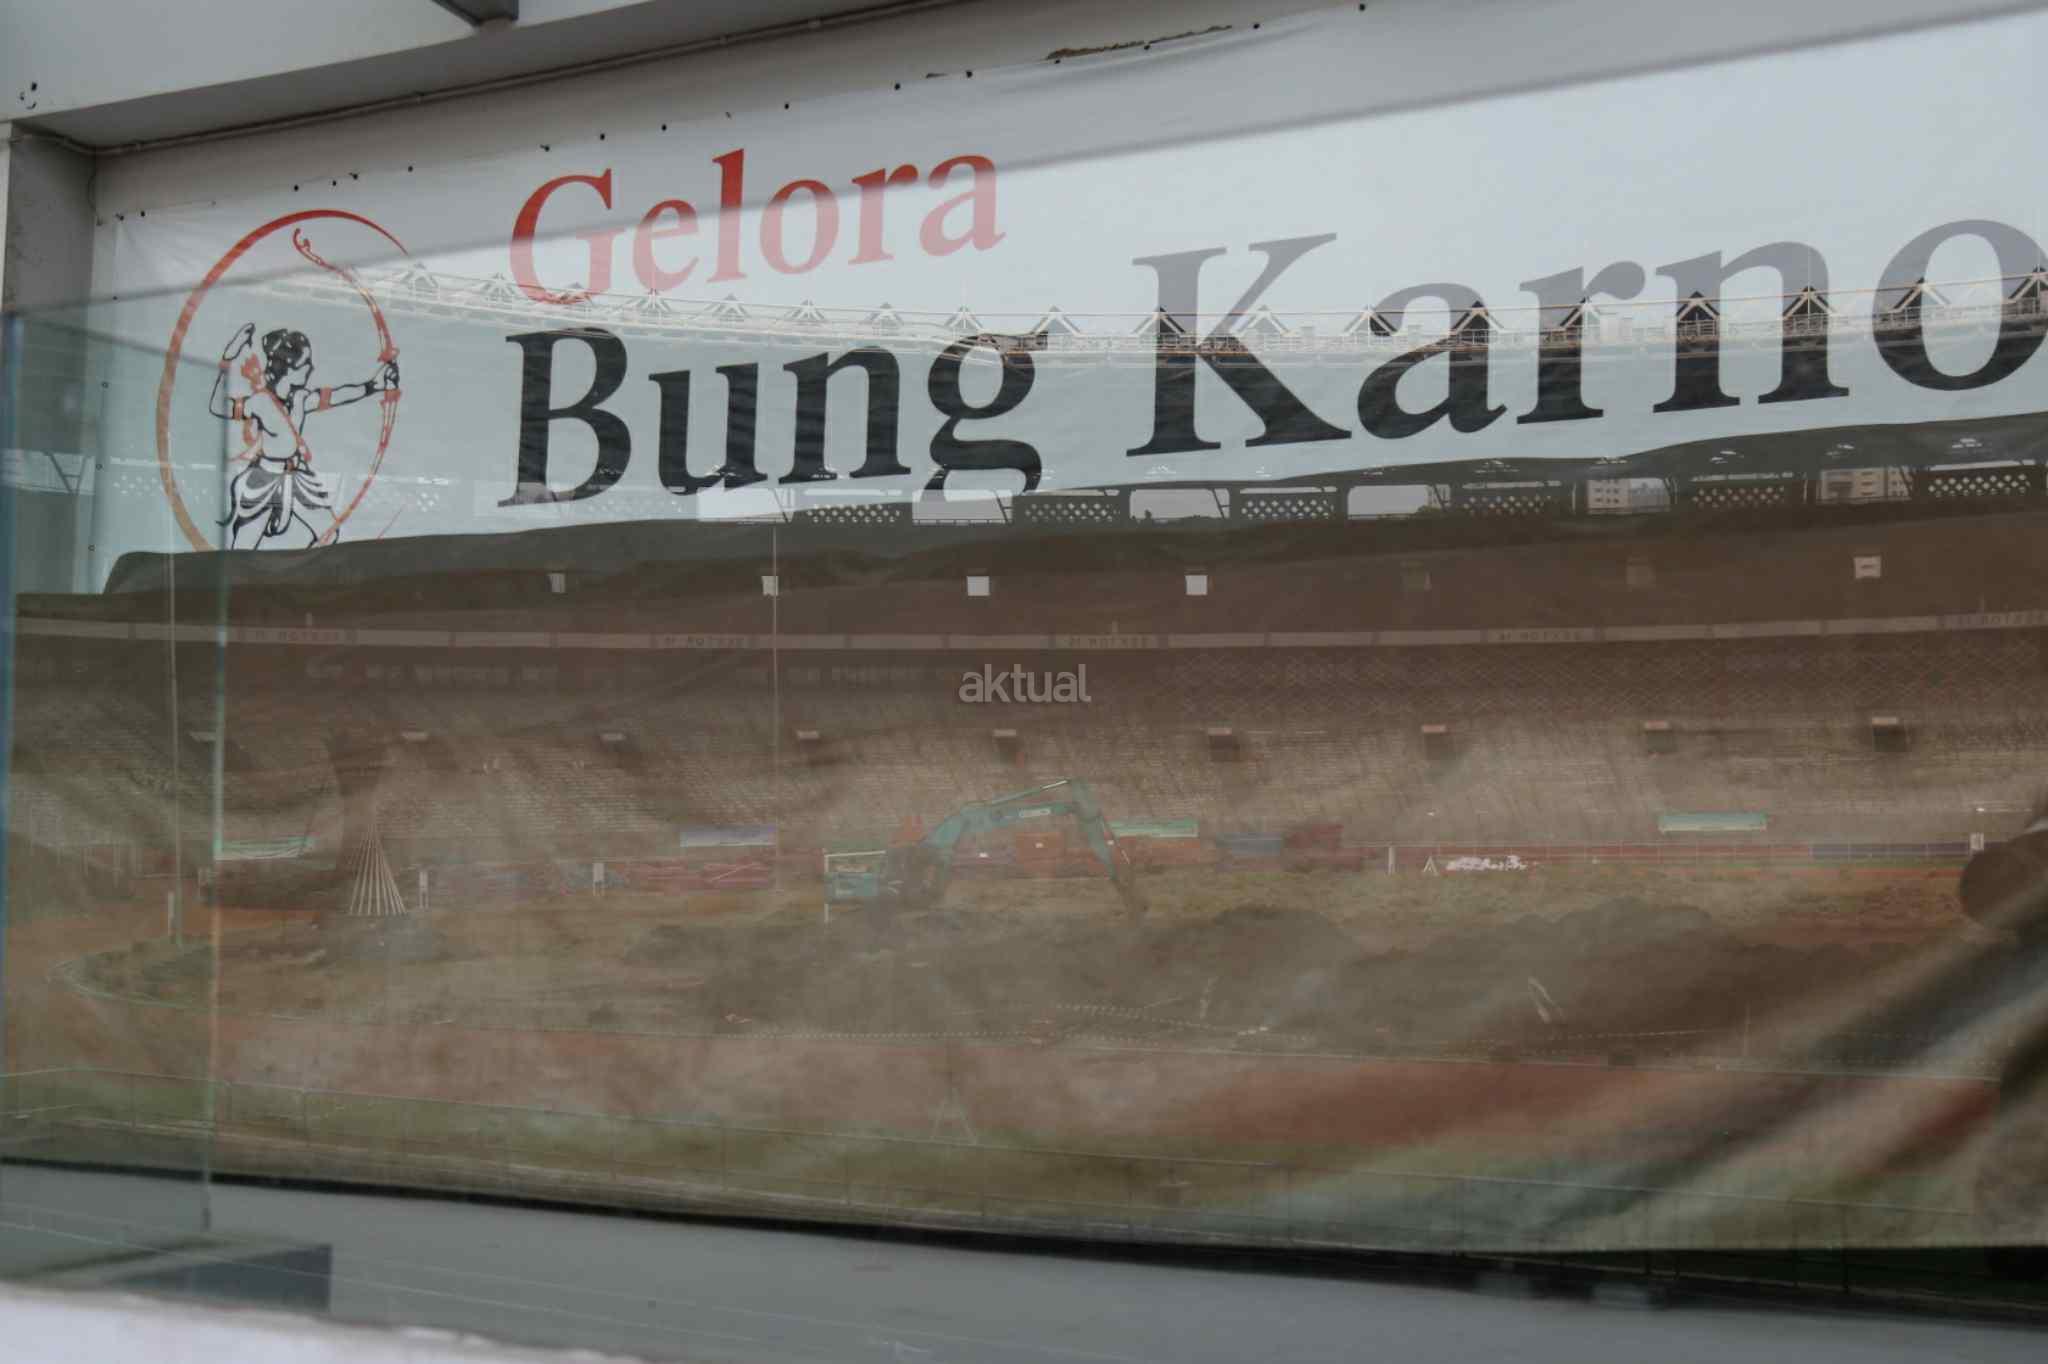 Gelora
Bung Karno
aktual